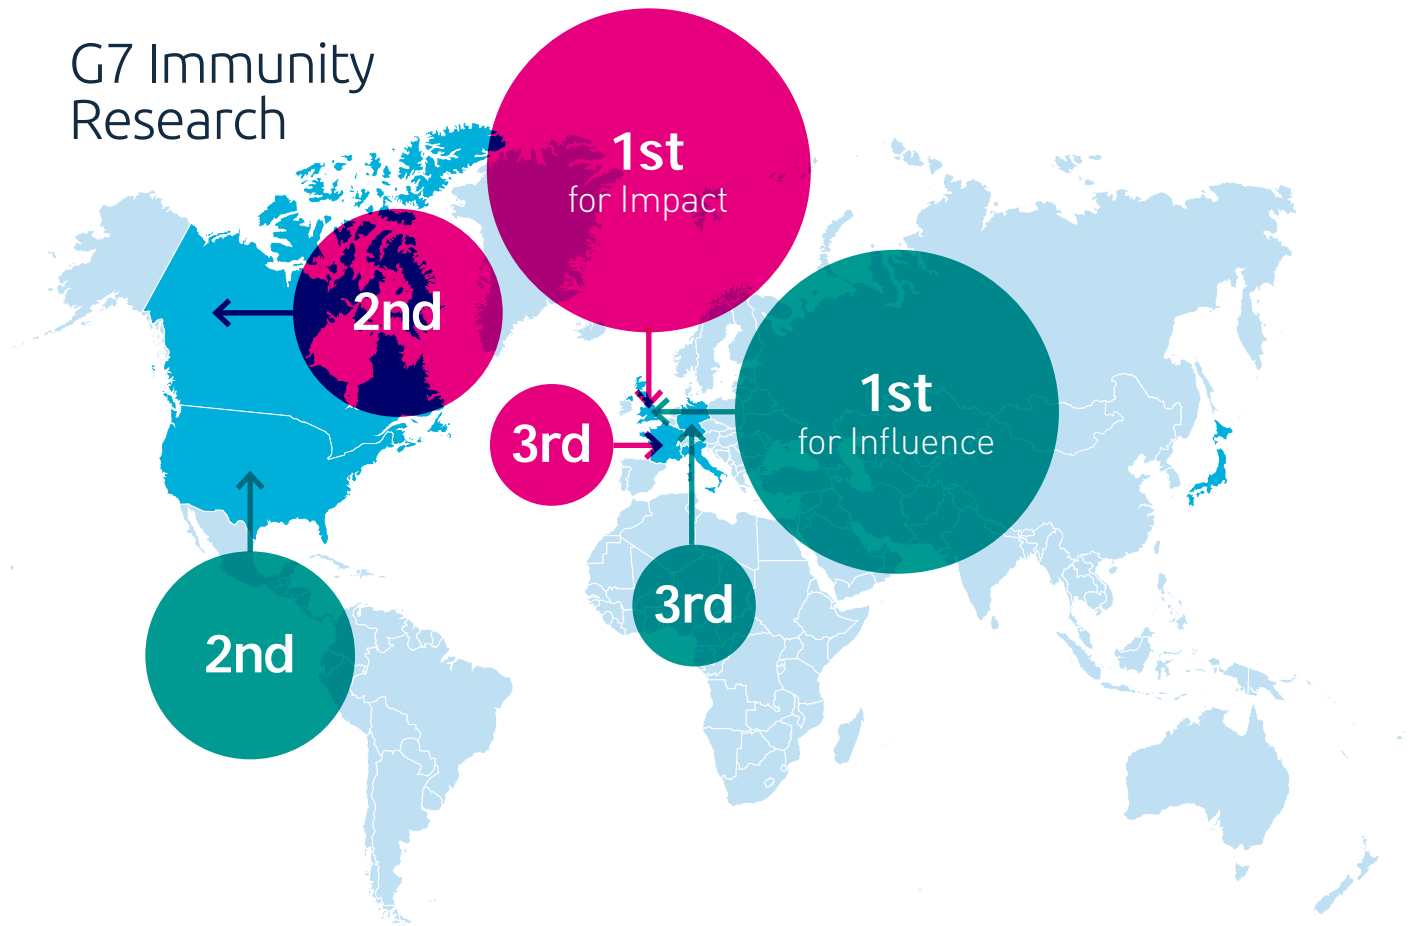 G7 Immunity
Research
1st
for Impact
2nd
1st
for Influence
3rd
3rd
2nd